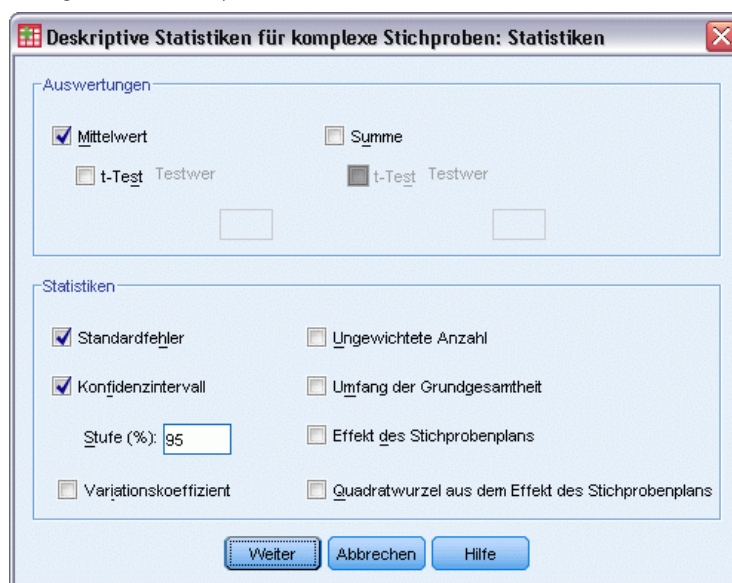 Deskriptive Statistiken für komplexe Stichproben: Statistiken
Auswertungen
Mittelwert
Summe
t-Test Testwer
t-Test Testwer
Statistiken
Standardfehler
Ungewichtete Anzahl
Konfidenzintervall
Umfang der Grundgesamtheit
Stufe (%): 95
Effekt des Stichprobenplans
Variationskoeffizient
Quadratwurzel aus dem Effekt des Stichprobenplans
Weiter
Abbrechen
Hilfe